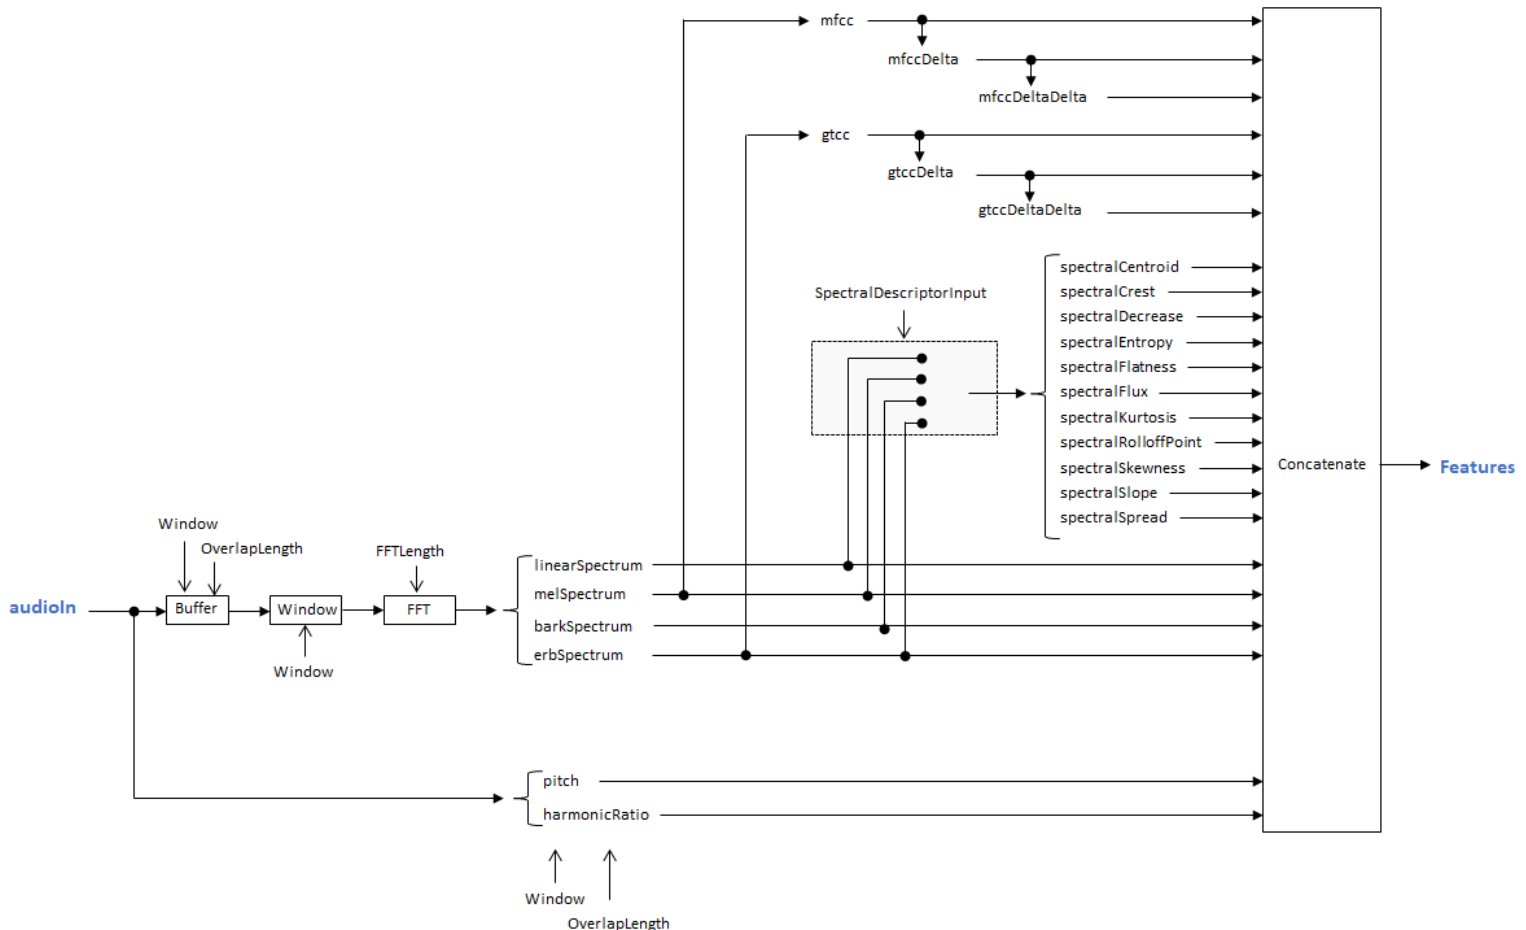 mfcc
mfccDelta
mfccDeltaDelta
gtcc
gtccDelta
gtccDeltaDelta
SpectralDescriptorInput
spectralCentroid
spectralCrest
spectralDecrease
spectralEntropy
spectralFlatness
spectralFlux
spectralKurtosis
spectralRolloffPoint
spectralSkewness
spectralSlope
spectralSpread
Concatenate
Features
Window
OverlapLength
FFTLength
audioIn
Buffer
Window
FFT
Window
linearSpectrum
melSpectrum
barkSpectrum
erbSpectrum
pitch
harmonicRatio
Window
OverlapLength